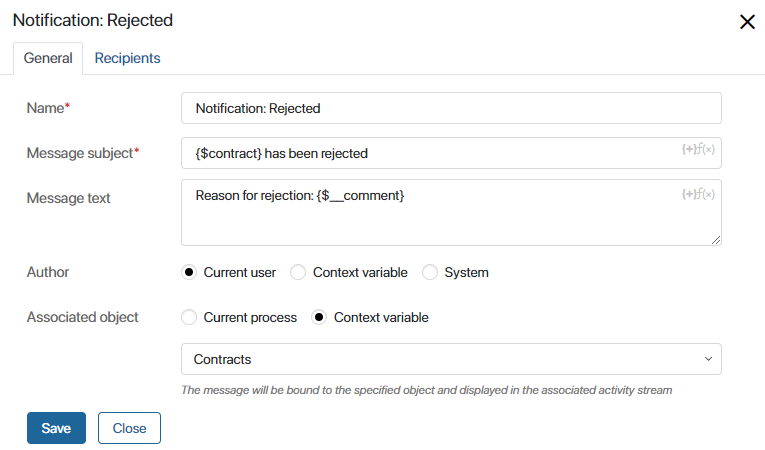 Notification: Rejected
General Recipients
Name* Notification: Rejected
Message subject* {$contract} has been rejected {+}f(x)
Message text Reason for rejection: {$__comment} {+}f(x)
Author Current user Context variable System
Associated object Current process Context variable
Contracts
The message will be bound to the specified object and displayed in the associated activity stream
Save Close